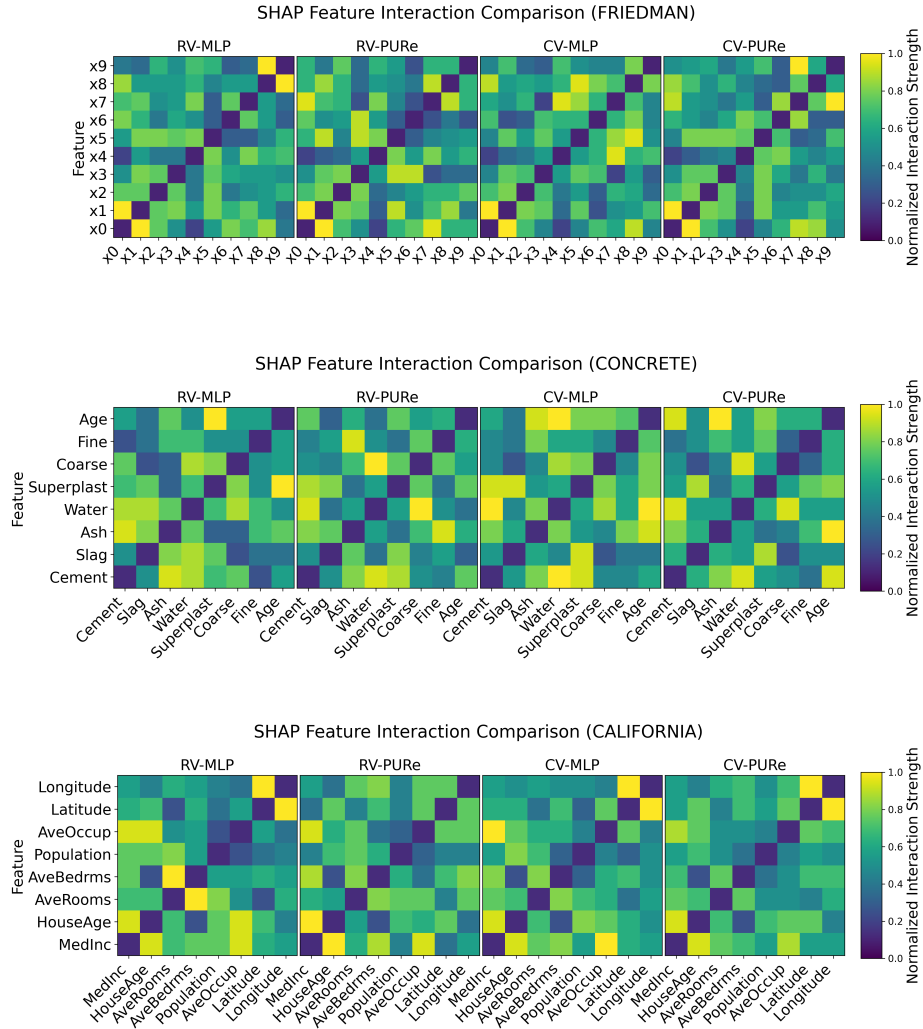 SHAP Feature Interaction Comparison (FRIEDMAN)
RV-MLP RV-PURe CV-MLP CV-PURe
x9
x8
x7
x6
x5
x4
x3
x2
x1
x0
Feature
x0 x1 x2 x3 x4 x5 x6 x7 x8 x9 x0 x1 x2 x3 x4 x5 x6 x7 x8 x9 x0 x1 x2 x3 x4 x5 x6 x7 x8 x9 x0 x1 x2 x3 x4 x5 x6 x7 x8 x9
1.0
0.8
0.6
0.4
0.2
0.0
Normalized Interaction Strength
SHAP Feature Interaction Comparison (CONCRETE)
RV-MLP RV-PURe CV-MLP CV-PURe
Age
Fine
Coarse
Superplast
Water
Ash
Slag
Cement
Feature
Cement Slag Ash Water Superplast Coarse Fine Age Cement Slag Ash Water Superplast Coarse Fine Age Cement Slag Ash Water Superplast Coarse Fine Age Cement Slag Ash Water Superplast Coarse Fine Age
1.0
0.8
0.6
0.4
0.2
0.0
Normalized Interaction Strength
SHAP Feature Interaction Comparison (CALIFORNIA)
RV-MLP RV-PURe CV-MLP CV-PURe
Longitude
Latitude
AveOccup
Population
AveBedrms
AveRooms
HouseAge
MedInc
Feature
MedInc HouseAge AveRooms AveBedrms Population AveOccup Latitude Longitude MedInc HouseAge AveRooms AveBedrms Population AveOccup Latitude Longitude MedInc HouseAge AveRooms AveBedrms Population AveOccup Latitude Longitude MedInc HouseAge AveRooms AveBedrms Population AveOccup Latitude Longitude
1.0
0.8
0.6
0.4
0.2
0.0
Normalized Interaction Strength